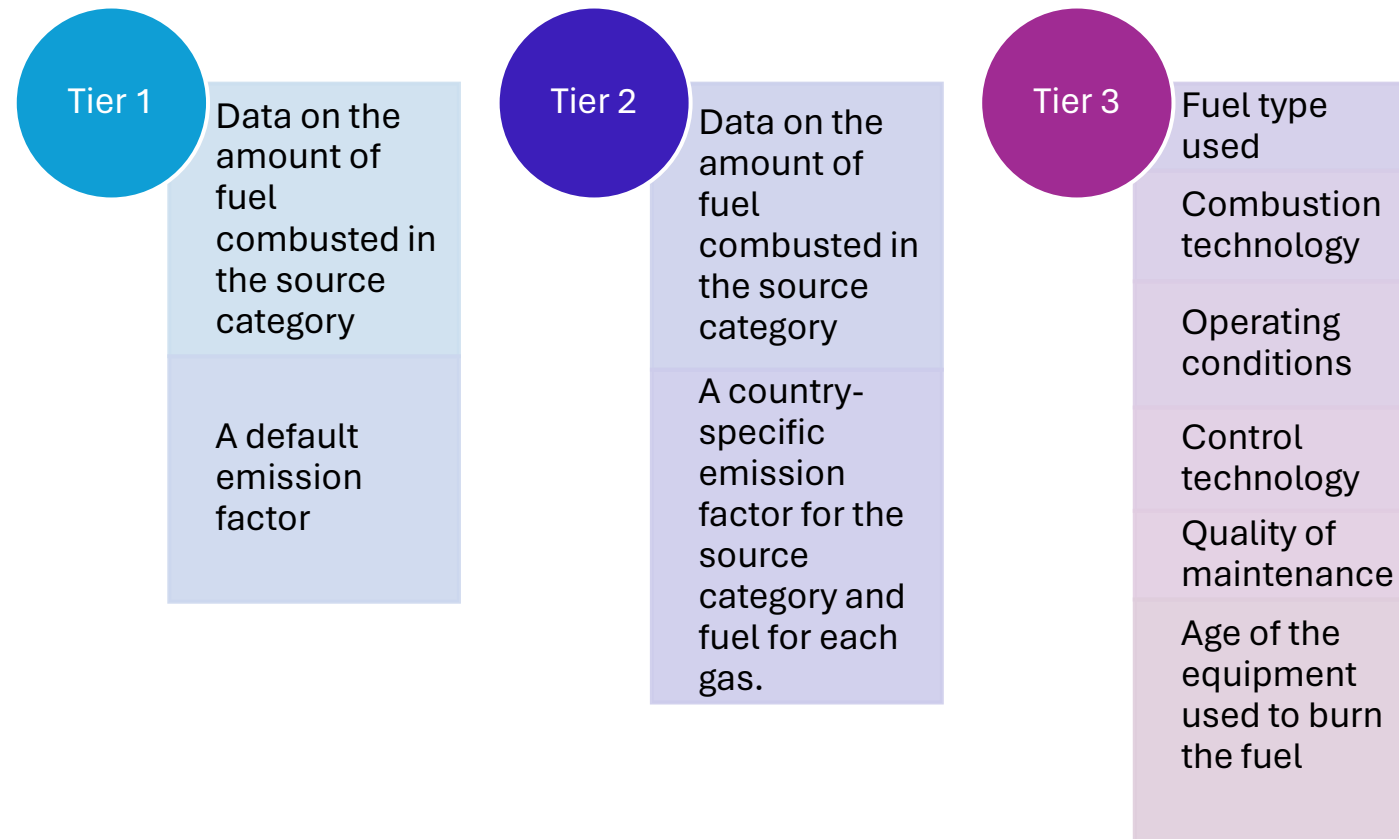 Tier 1
Data on the
amount of
fuel
combusted in
the source
category
A default
emission
factor
Tier 2
Data on the
amount of
fuel
combusted in
the source
category
A country-
specific
emission
factor for the
source
category and
fuel for each
gas.
Tier 3
Fuel type
used
Combustion
technology
Operating
conditions
Control
technology
Quality of
maintenance
Age of the
equipment
used to burn
the fuel